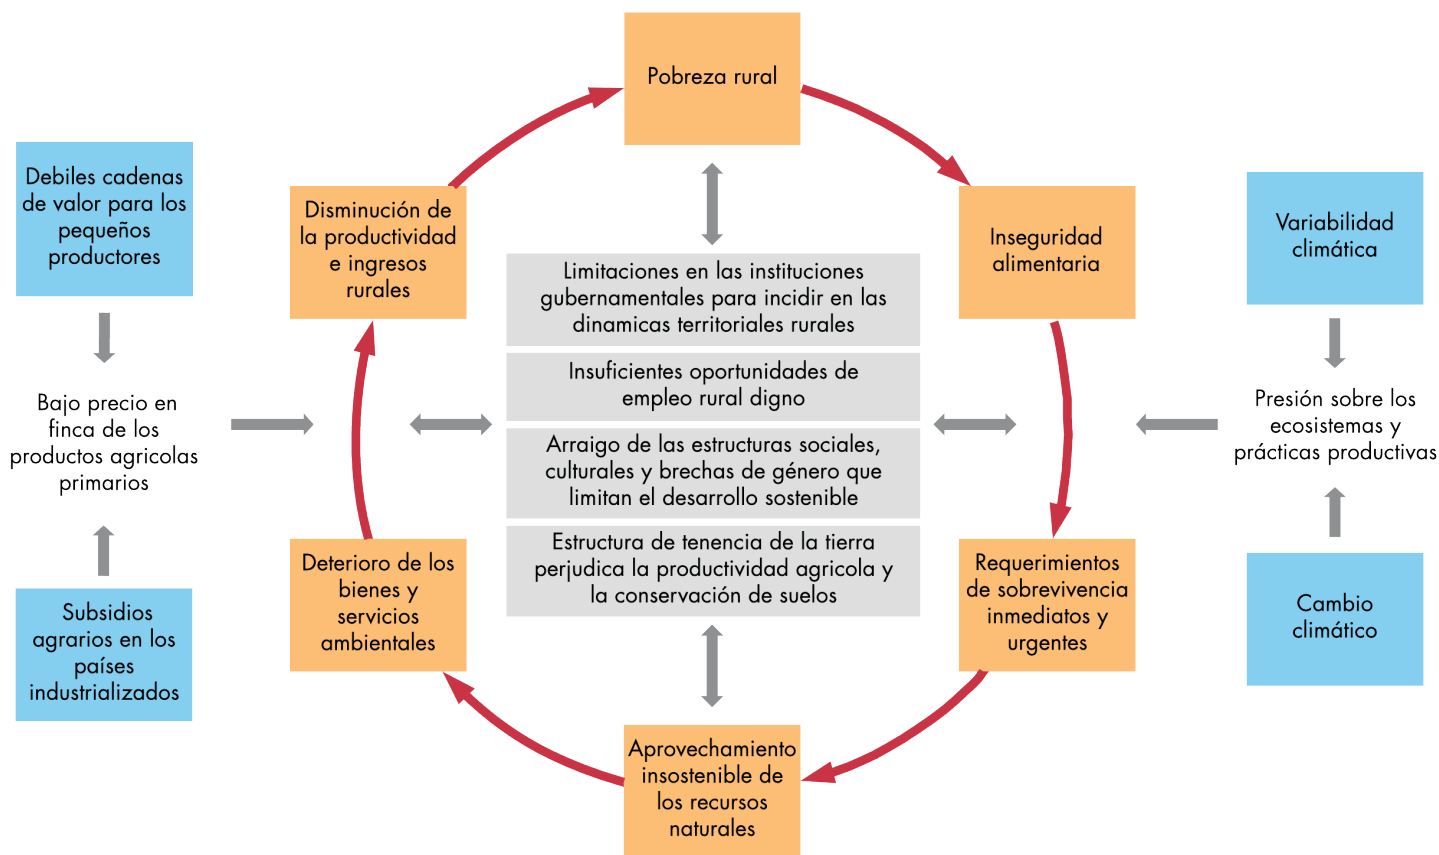 Pobreza rural
Debiles cadenas
de valor para los
pequeños
productores
Disminución de
la productividad
e ingresos
rurales
Inseguridad
alimentaria
Variabilidad
climática
Limitaciones en las instituciones
gubernamentales para incidir en las
dinamicas territoriales rurales
Insuficientes oportunidades de
empleo rural digno
Arraigo de las estructuras sociales,
culturales y brechas de género que
limitan el desarrollo sostenible
Estructura de tenencia de la tierra
perjudica la productividad agricola y
la conservación de suelos
Bajo precio en
finca de los
productos agricolas
primarios
Presión sobre los
ecosistemas y
prácticas productivas
Subsidios
agrarios en los
países
industrializados
Deterioro de los
bienes y
servicios
ambientales
Requerimientos
de sobrevivencia
inmediatos y
urgentes
Cambio
climático
Aprovechamiento
insostenible de
los recursos
naturales